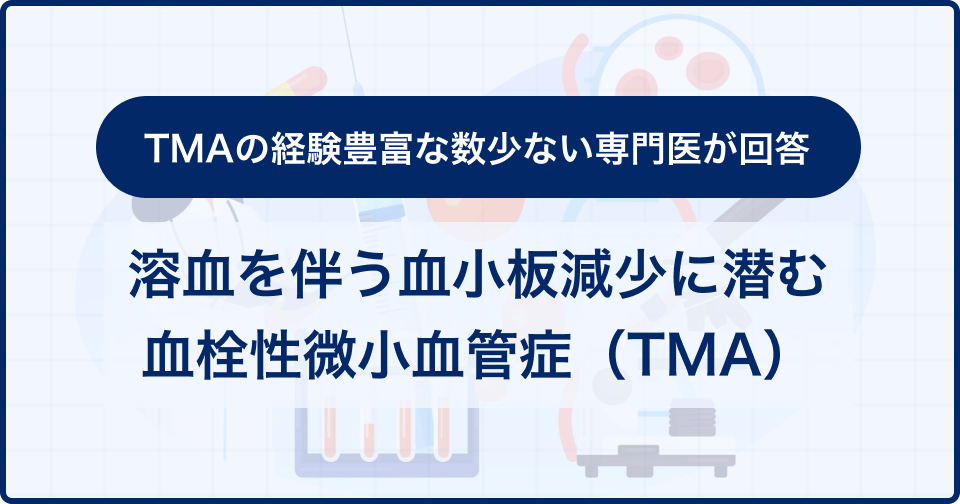 TMAの経験豊富な数少ない専門医が回答
溶血を伴う血小板減少に潜む
血栓性微小血管症（TMA）